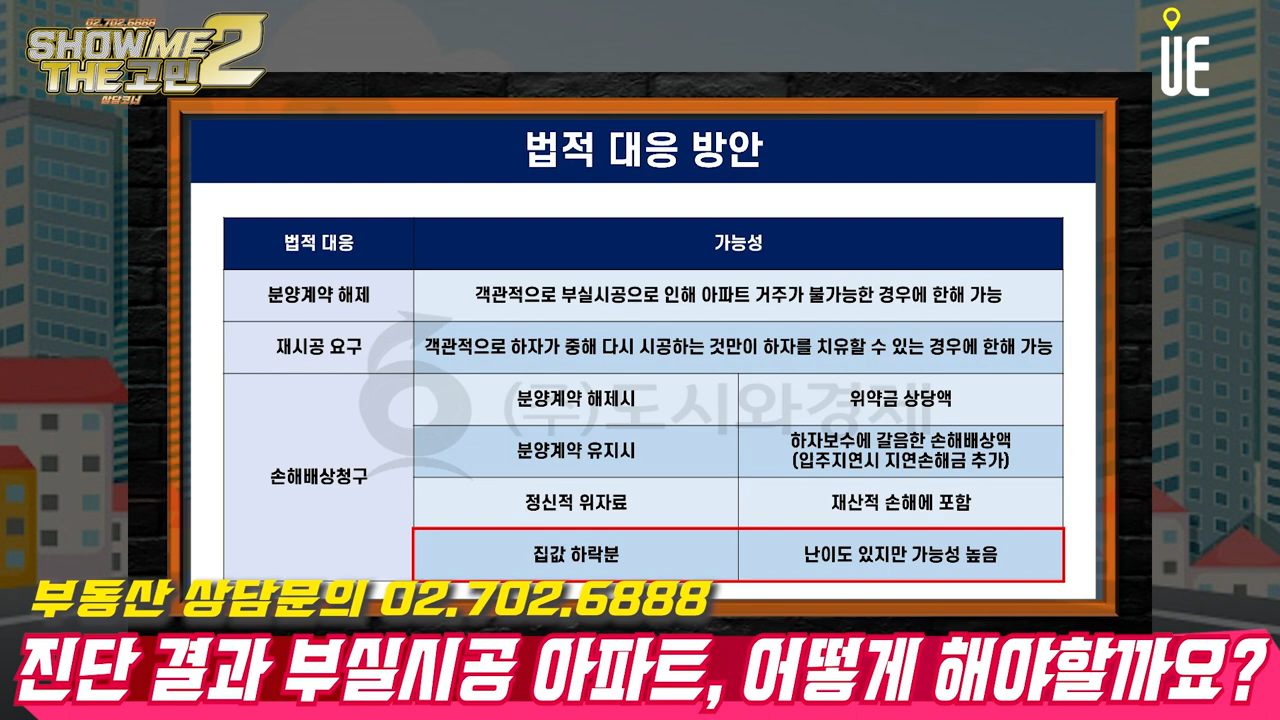 02.702.6888
SHOW ME
THE고민2
상담코너
UE
법적 대응 방안
법적 대응 가능성
분양계약 해제 객관적으로 부실시공으로 인해 아파트 거주가 불가능한 경우에 한해 가능
재시공 요구 객관적으로 하자가 중해 다시 시공하는 것만이 하자를 치유할 수 있는 경우에 한해 가능
손해배상청구
분양계약 해제시 위약금 상당액
분양계약 유지시 하자보수에 갈음한 손해배상액
(입주지연시 지연손해금 추가)
정신적 위자료 재산적 손해에 포함
집값 하락분 난이도 있지만 가능성 높음
(주)도시와경제
부동산 상담문의 02.702.6888
진단 결과 부실시공 아파트, 어떻게 해야할까요?